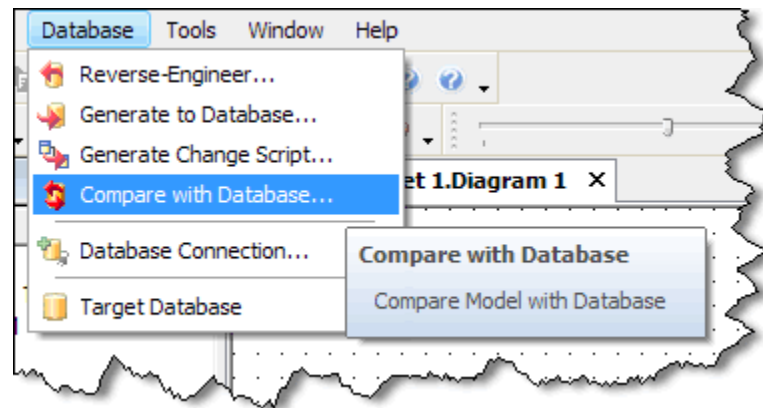 Database Tools Window Help
Reverse-Engineer...
Generate to Database...
Generate Change Script...
Compare with Database...
et 1.Diagram 1 X
Database Connection...
Compare with Database
Compare Model with Database
Target Database